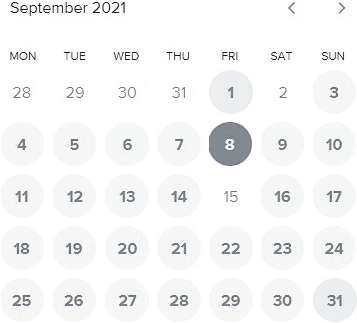 September 2021
MON TUE WED THU FRI SAT SUN
28 29 30 31 1 2 3
4 5 6 7 8 9 10
11 12 13 14 15 16 17
18 19 20 21 22 23 24
25 26 27 28 29 30 31